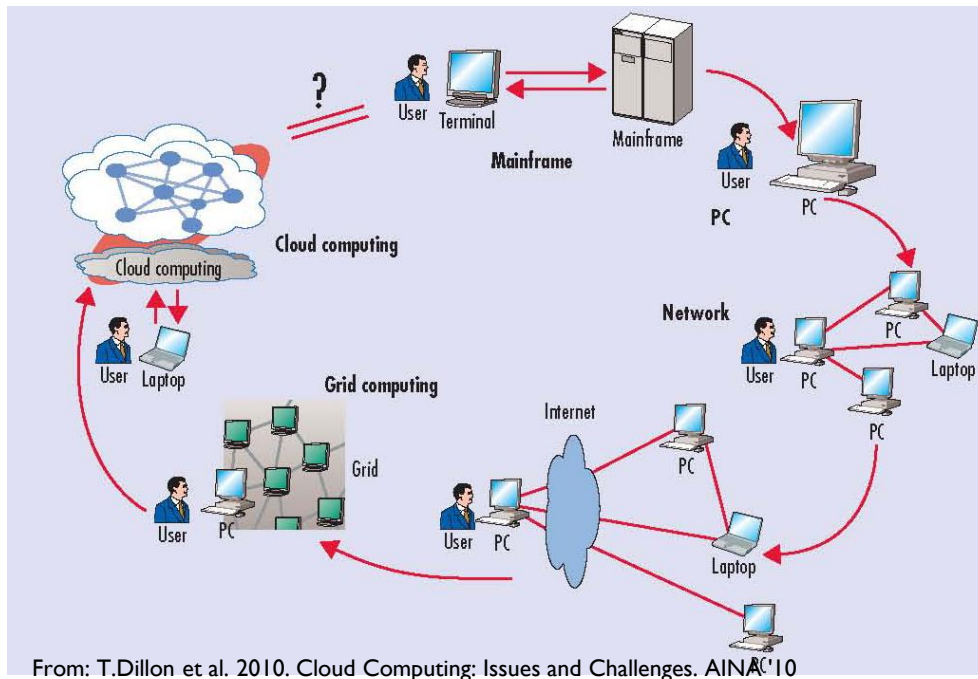 ?
User
Terminal
Mainframe
Mainframe
User
PC
PC
Cloud computing
Cloud computing
User
Laptop
Network
User
PC
PC
Laptop
PC
Grid computing
Grid
User
PC
Internet
User
PC
PC
Laptop
PC
From: T.Dillon et al. 2010. Cloud Computing: Issues and Challenges. AINA'10